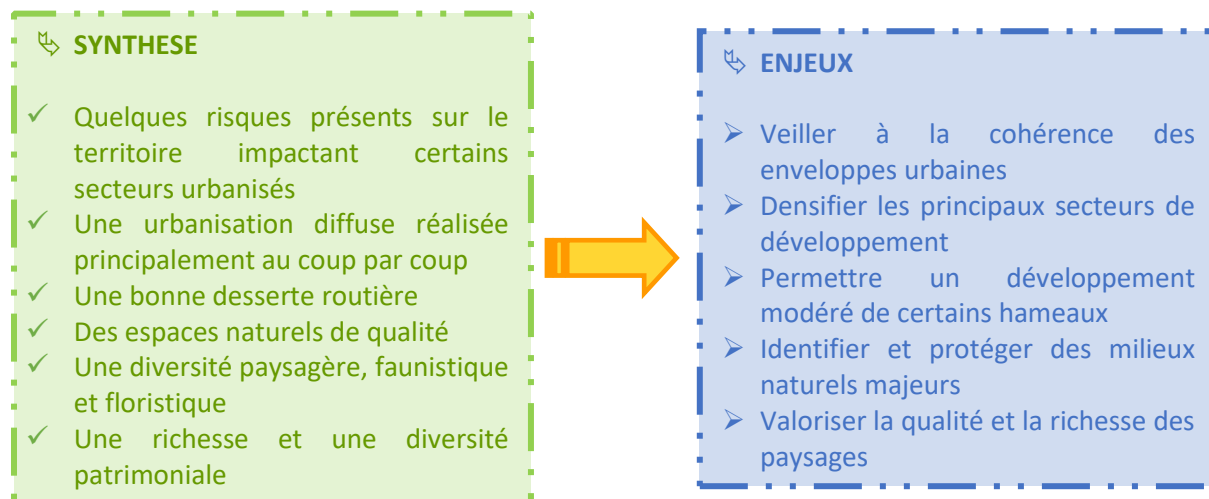 SYNTHESE
Quelques risques présents sur le
territoire impactant certains
secteurs urbanisés
Une urbanisation diffuse réalisée
principalement au coup par coup
Une bonne desserte routière
Des espaces naturels de qualité
Une diversité paysagère, faunistique
et floristique
Une richesse et une diversité
patrimoniale
ENJEUX
Veiller à la cohérence des
enveloppes urbaines
Densifier les principaux secteurs de
développement
Permettre un développement
modéré de certains hameaux
Identifier et protéger des milieux
naturels majeurs
Valoriser la qualité et la richesse des
paysages